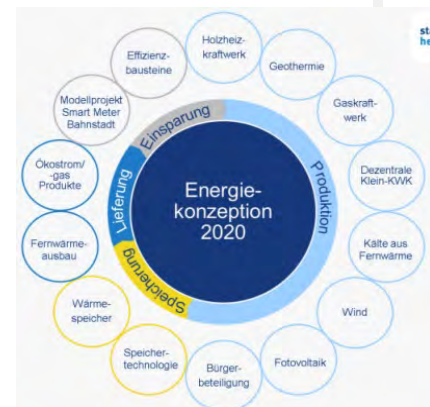 Energie-
konzeption
2020
Einsparung
Produktion
Speicherung
Lieferung
Holzheiz-
kraftwerk
Geothermie
Gaskraft-
werk
Dezentrale
Klein-KWK
Kälte aus
Fernwärme
Wind
Fotovoltaik
Bürger-
beteiligung
Speicher-
technologie
Wärme-
speicher
Fernwärme-
ausbau
Ökostrom/
-gas
Produkte
Modellprojekt
Smart Meter
Bahnstadt
Effizienz-
bausteine